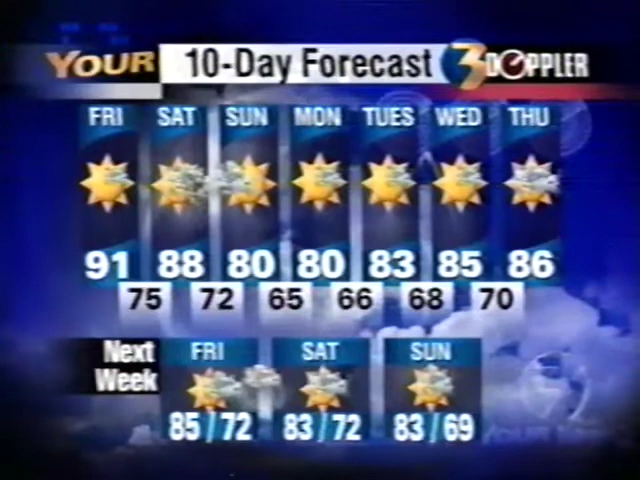 YOUR 10-Day Forecast 3 DOPPLER
FRI SAT SUN MON TUES WED THU
91 88 80 80 83 85 86
75 72 65 66 68 70
Next Week
FRI SAT SUN
85/72 83/72 83/69